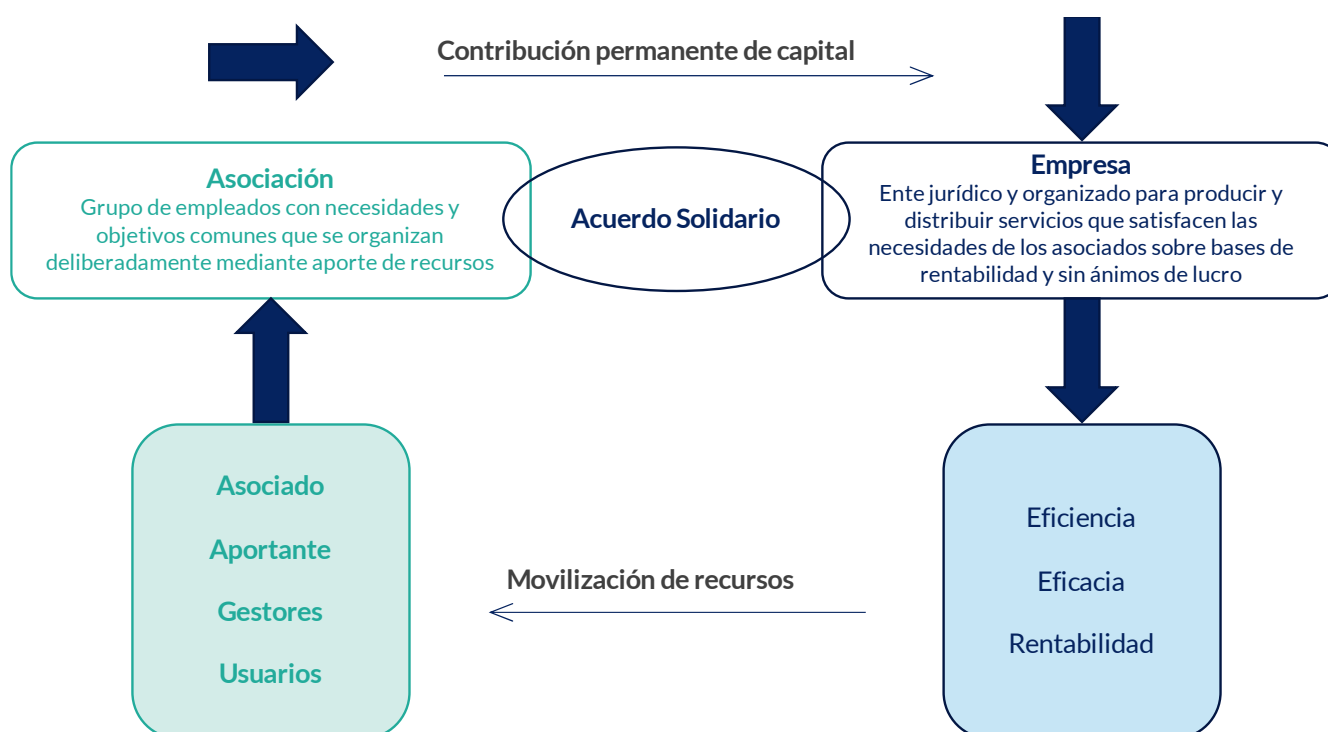 Contribución permanente de capital
Asociación
Grupo de empleados con necesidades y
objetivos comunes que se organizan
deliberadamente mediante aporte de recursos
Acuerdo Solidario
Empresa
Ente jurídico y organizado para producir y
distribuir servicios que satisfacen las
necesidades de los asociados sobre bases de
rentabilidad y sin ánimos de lucro
Asociado
Aportante
Gestores
Usuarios
Movilización de recursos
Eficiencia
Eficacia
Rentabilidad